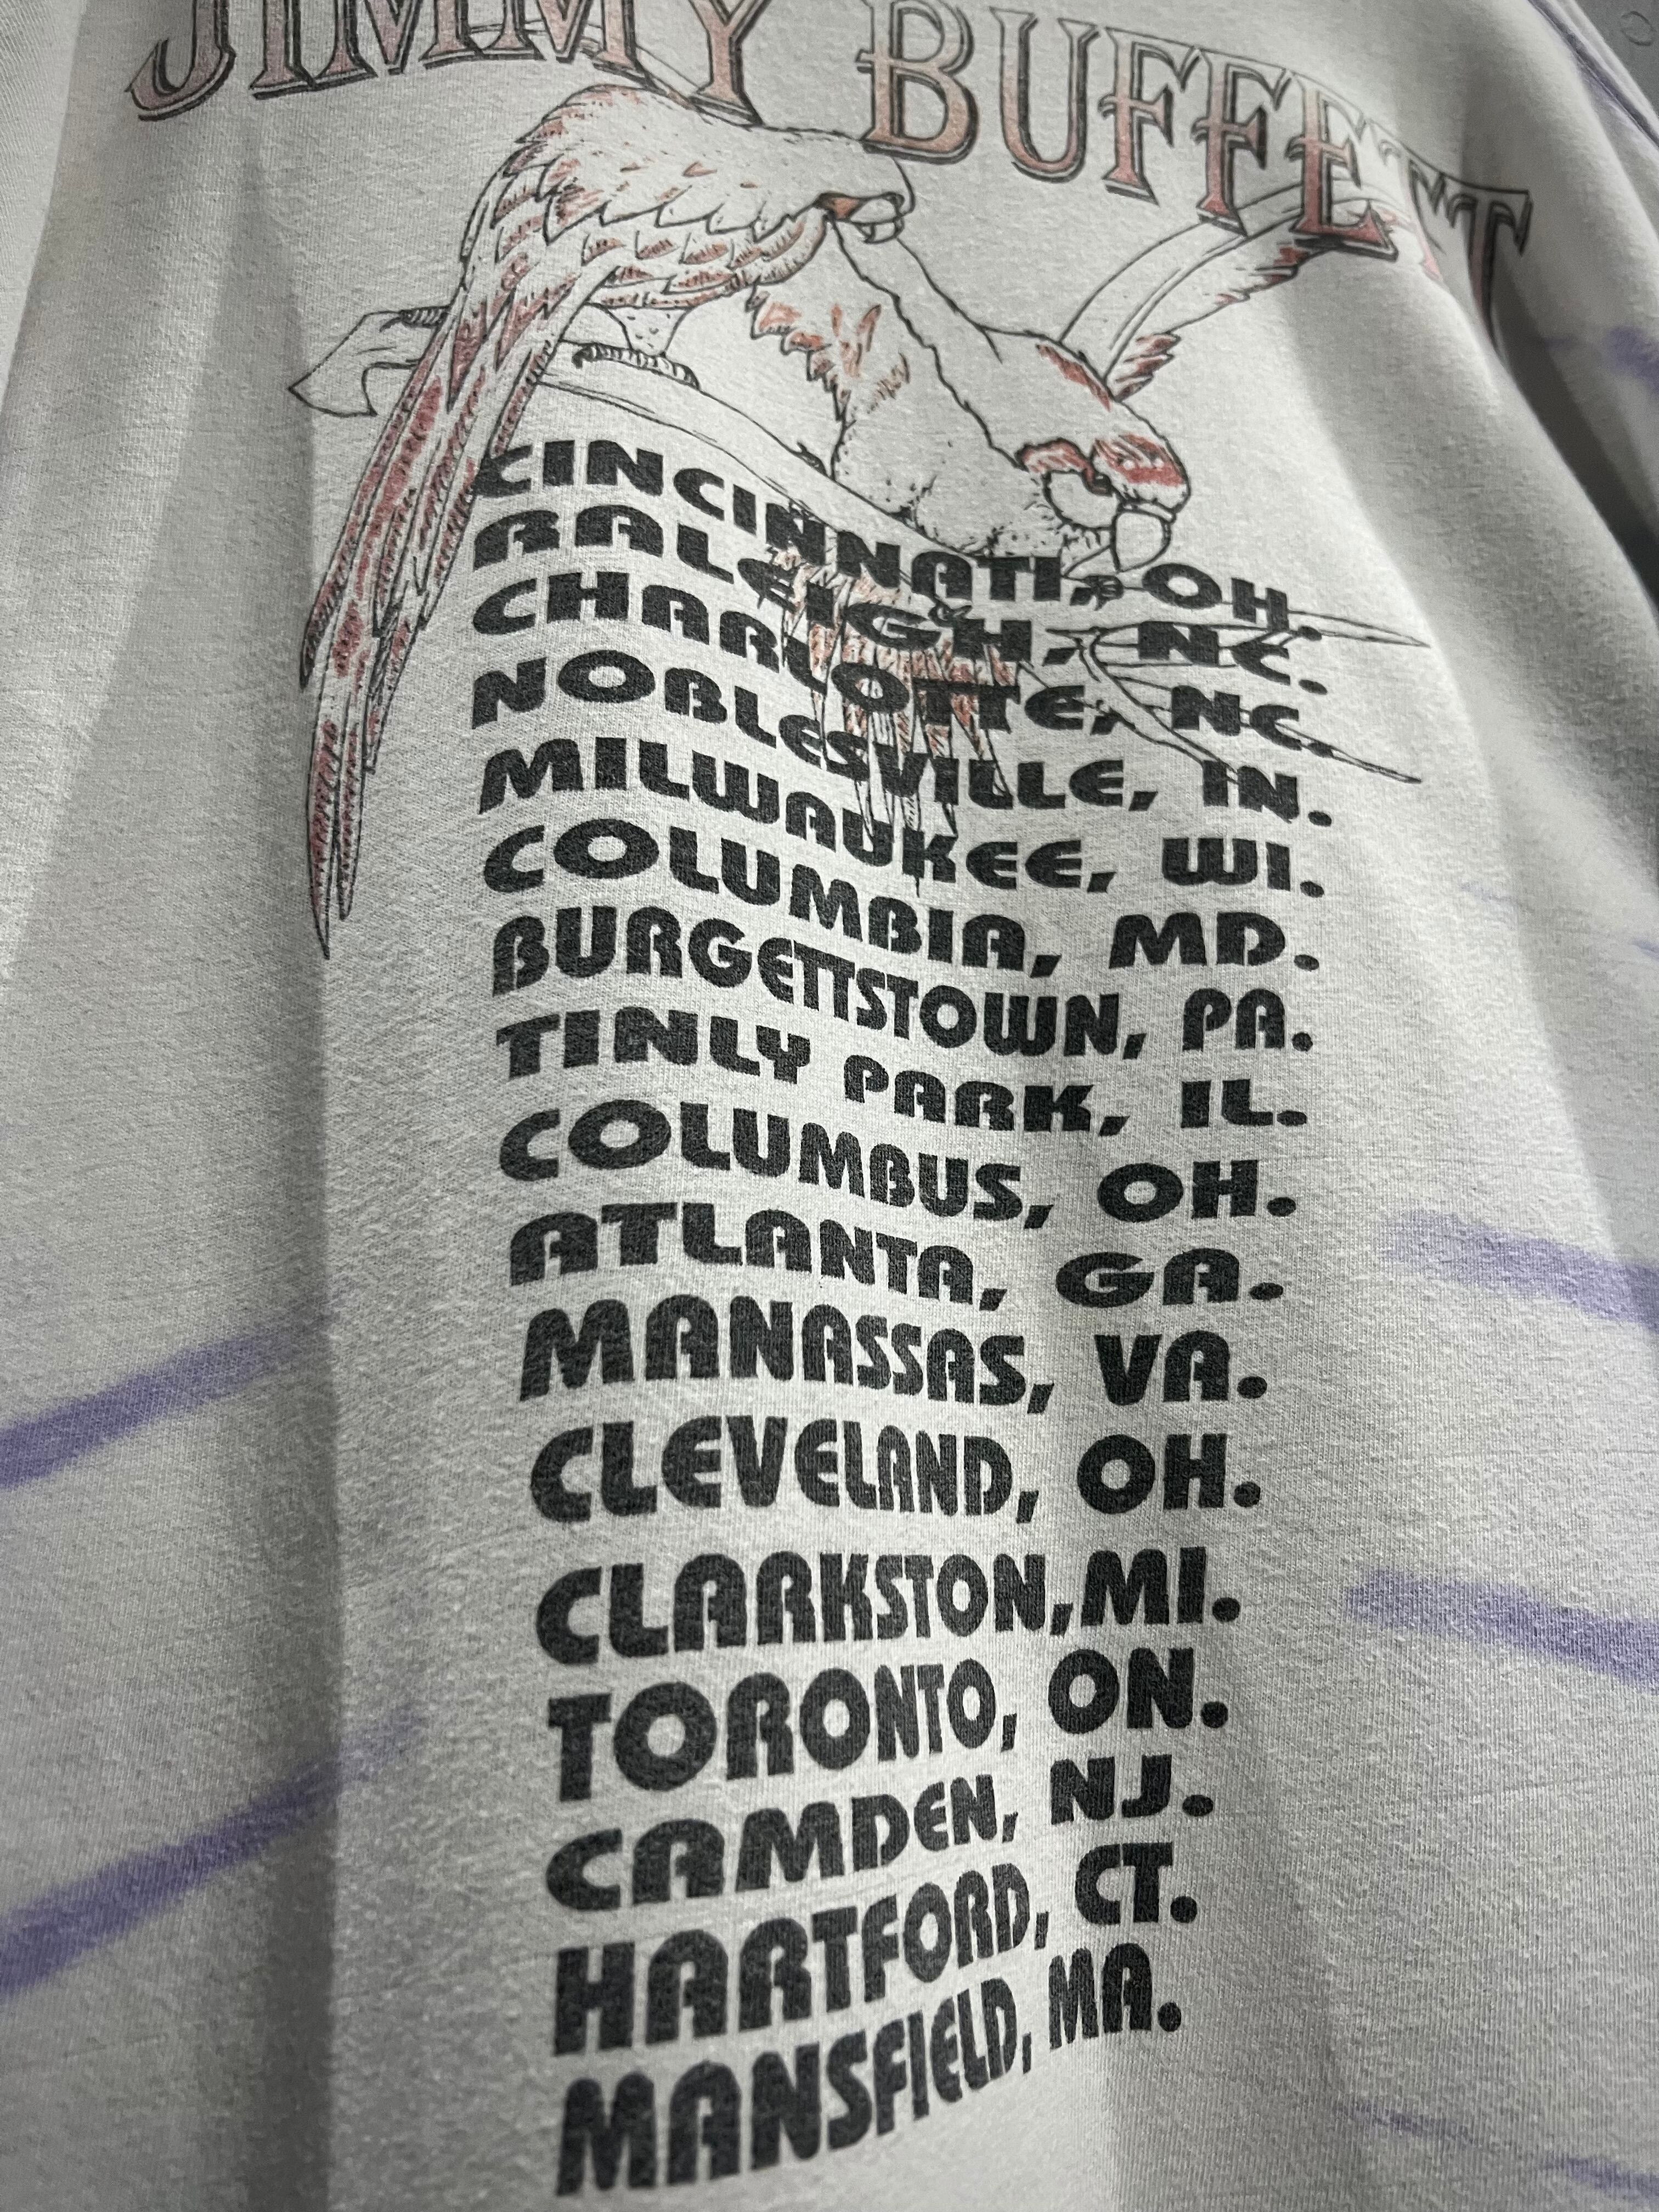 JIMMY BUFFETT
CINCINNATI, OH.
RALEIGH, NC.
CHARLOTTE, NC.
NOBLESVILLE, IN.
MILWAUKEE, WI.
COLUMBIA, MD.
BURGETTSTOWN, PA.
TINLY PARK, IL.
COLUMBUS, OH.
ATLANTA, GA.
MANASSAS, VA.
CLEVELAND, OH.
CLARKSTON,MI.
TORONTO, ON.
CAMDEN, NJ.
HARTFORD, CT.
MANSFIELD, MA.